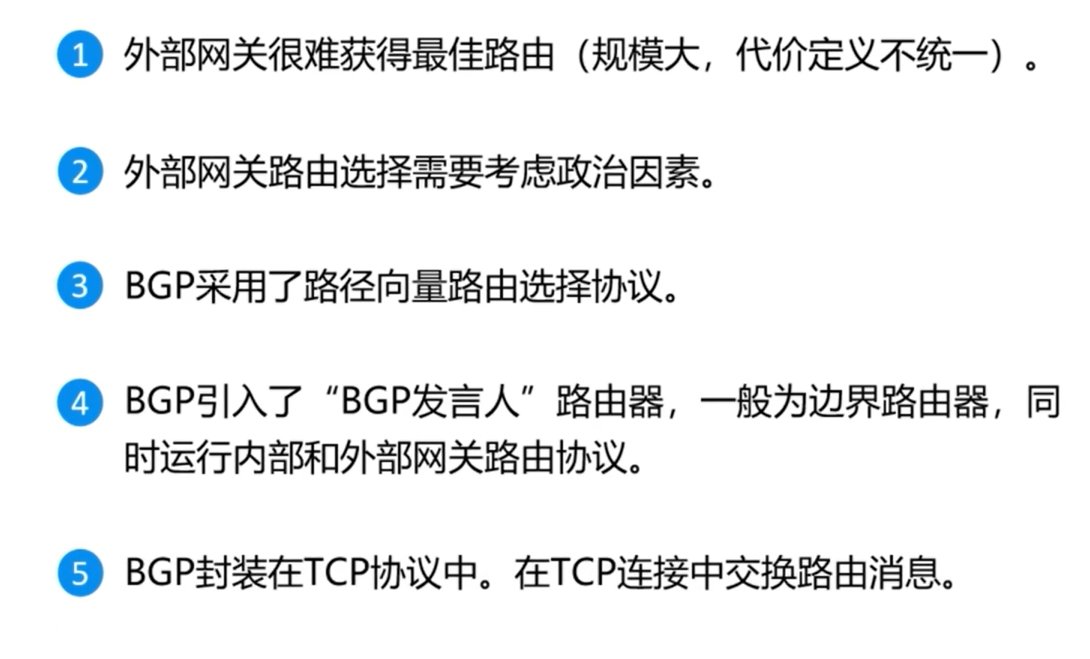 1 外部网关很难获得最佳路由（规模大，代价定义不统一）。
2 外部网关路由选择需要考虑政治因素。
3 BGP采用了路径向量路由选择协议。
4 BGP引入了“BGP发言人”路由器，一般为边界路由器，同
时运行内部和外部网关路由协议。
5 BGP封装在TCP协议中。在TCP连接中交换路由消息。